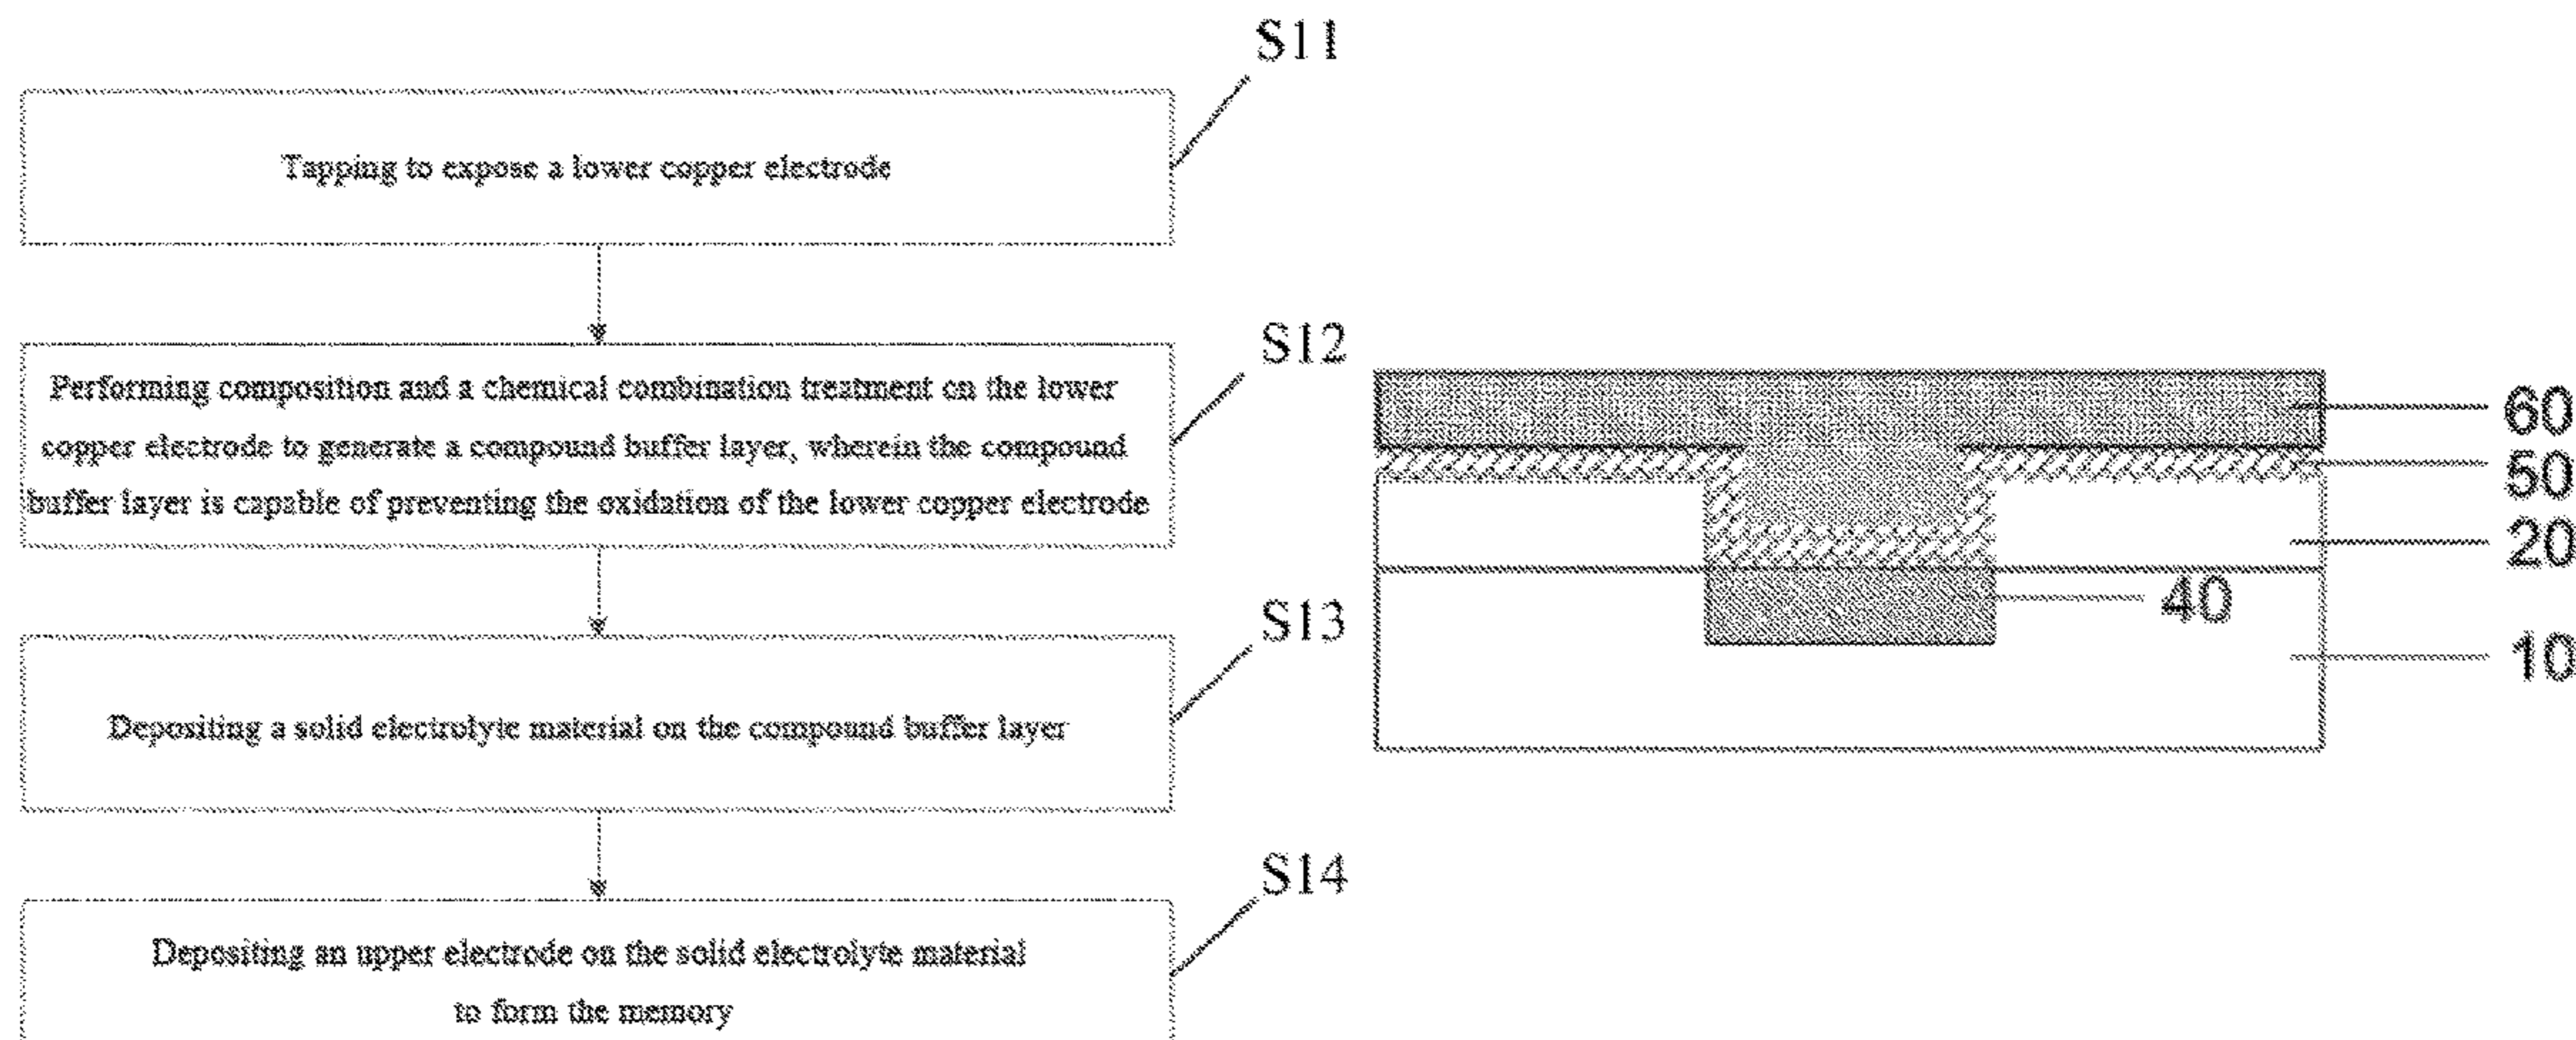 S11
Tapping to expose a lower copper electrode
S12
Performing composition and a chemical combination treatment on the lower
copper electrode to generate a compound buffer layer, wherein the compound
buffer layer is capable of preventing the oxidation of the lower copper electrode
S13
Depositing a solid electrolyte material on the compound buffer layer
S14
Depositing an upper electrode on the solid electrolyte material
to form the memory
60
50
20
40
10